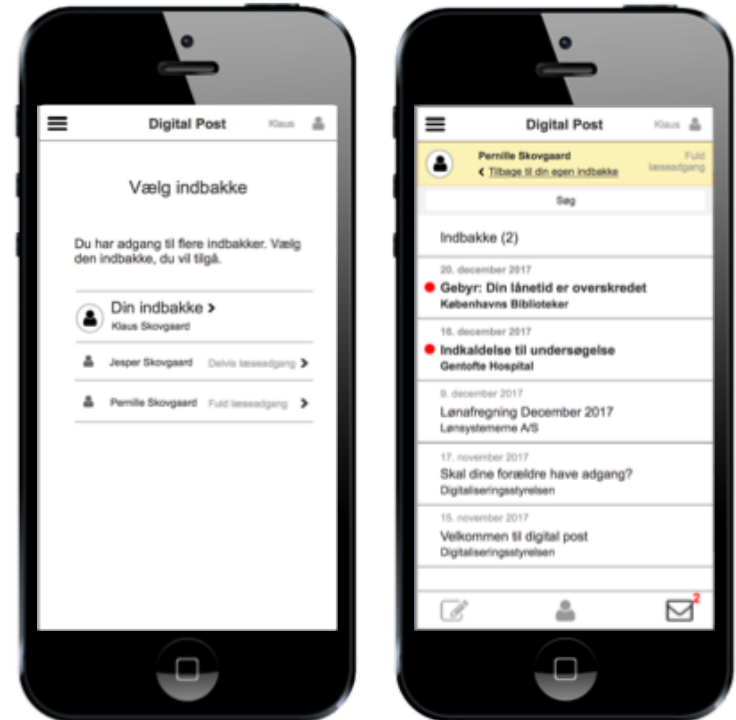 Digital Post Klaus
Vælg indbakke
Du har adgang til flere indbakker. Vælg
den indbakke, du vil tilgå.
Din indbakke
Klaus Skovgaard
Jesper Skovgaard Delvis læseadgang
Pernille Skovgaard Fuld læseadgang
Digital Post Klaus
Pernille Skovgaard Fuld
Tilbage til din egen indbakke læseadgang
Søg
Indbakke (2)
20. december 2017
Gebyr: Din lånetid er overskredet
Københavns Biblioteker
16. december 2017
Indkaldelse til undersøgelse
Gentofte Hospital
9. december 2017
Lønafregning December 2017
Lønsystemerne A/S
17. november 2017
Skal dine forældre have adgang?
Digitaliseringsstyrelsen
15. november 2017
Velkommen til digital post
Digitaliseringsstyrelsen
2